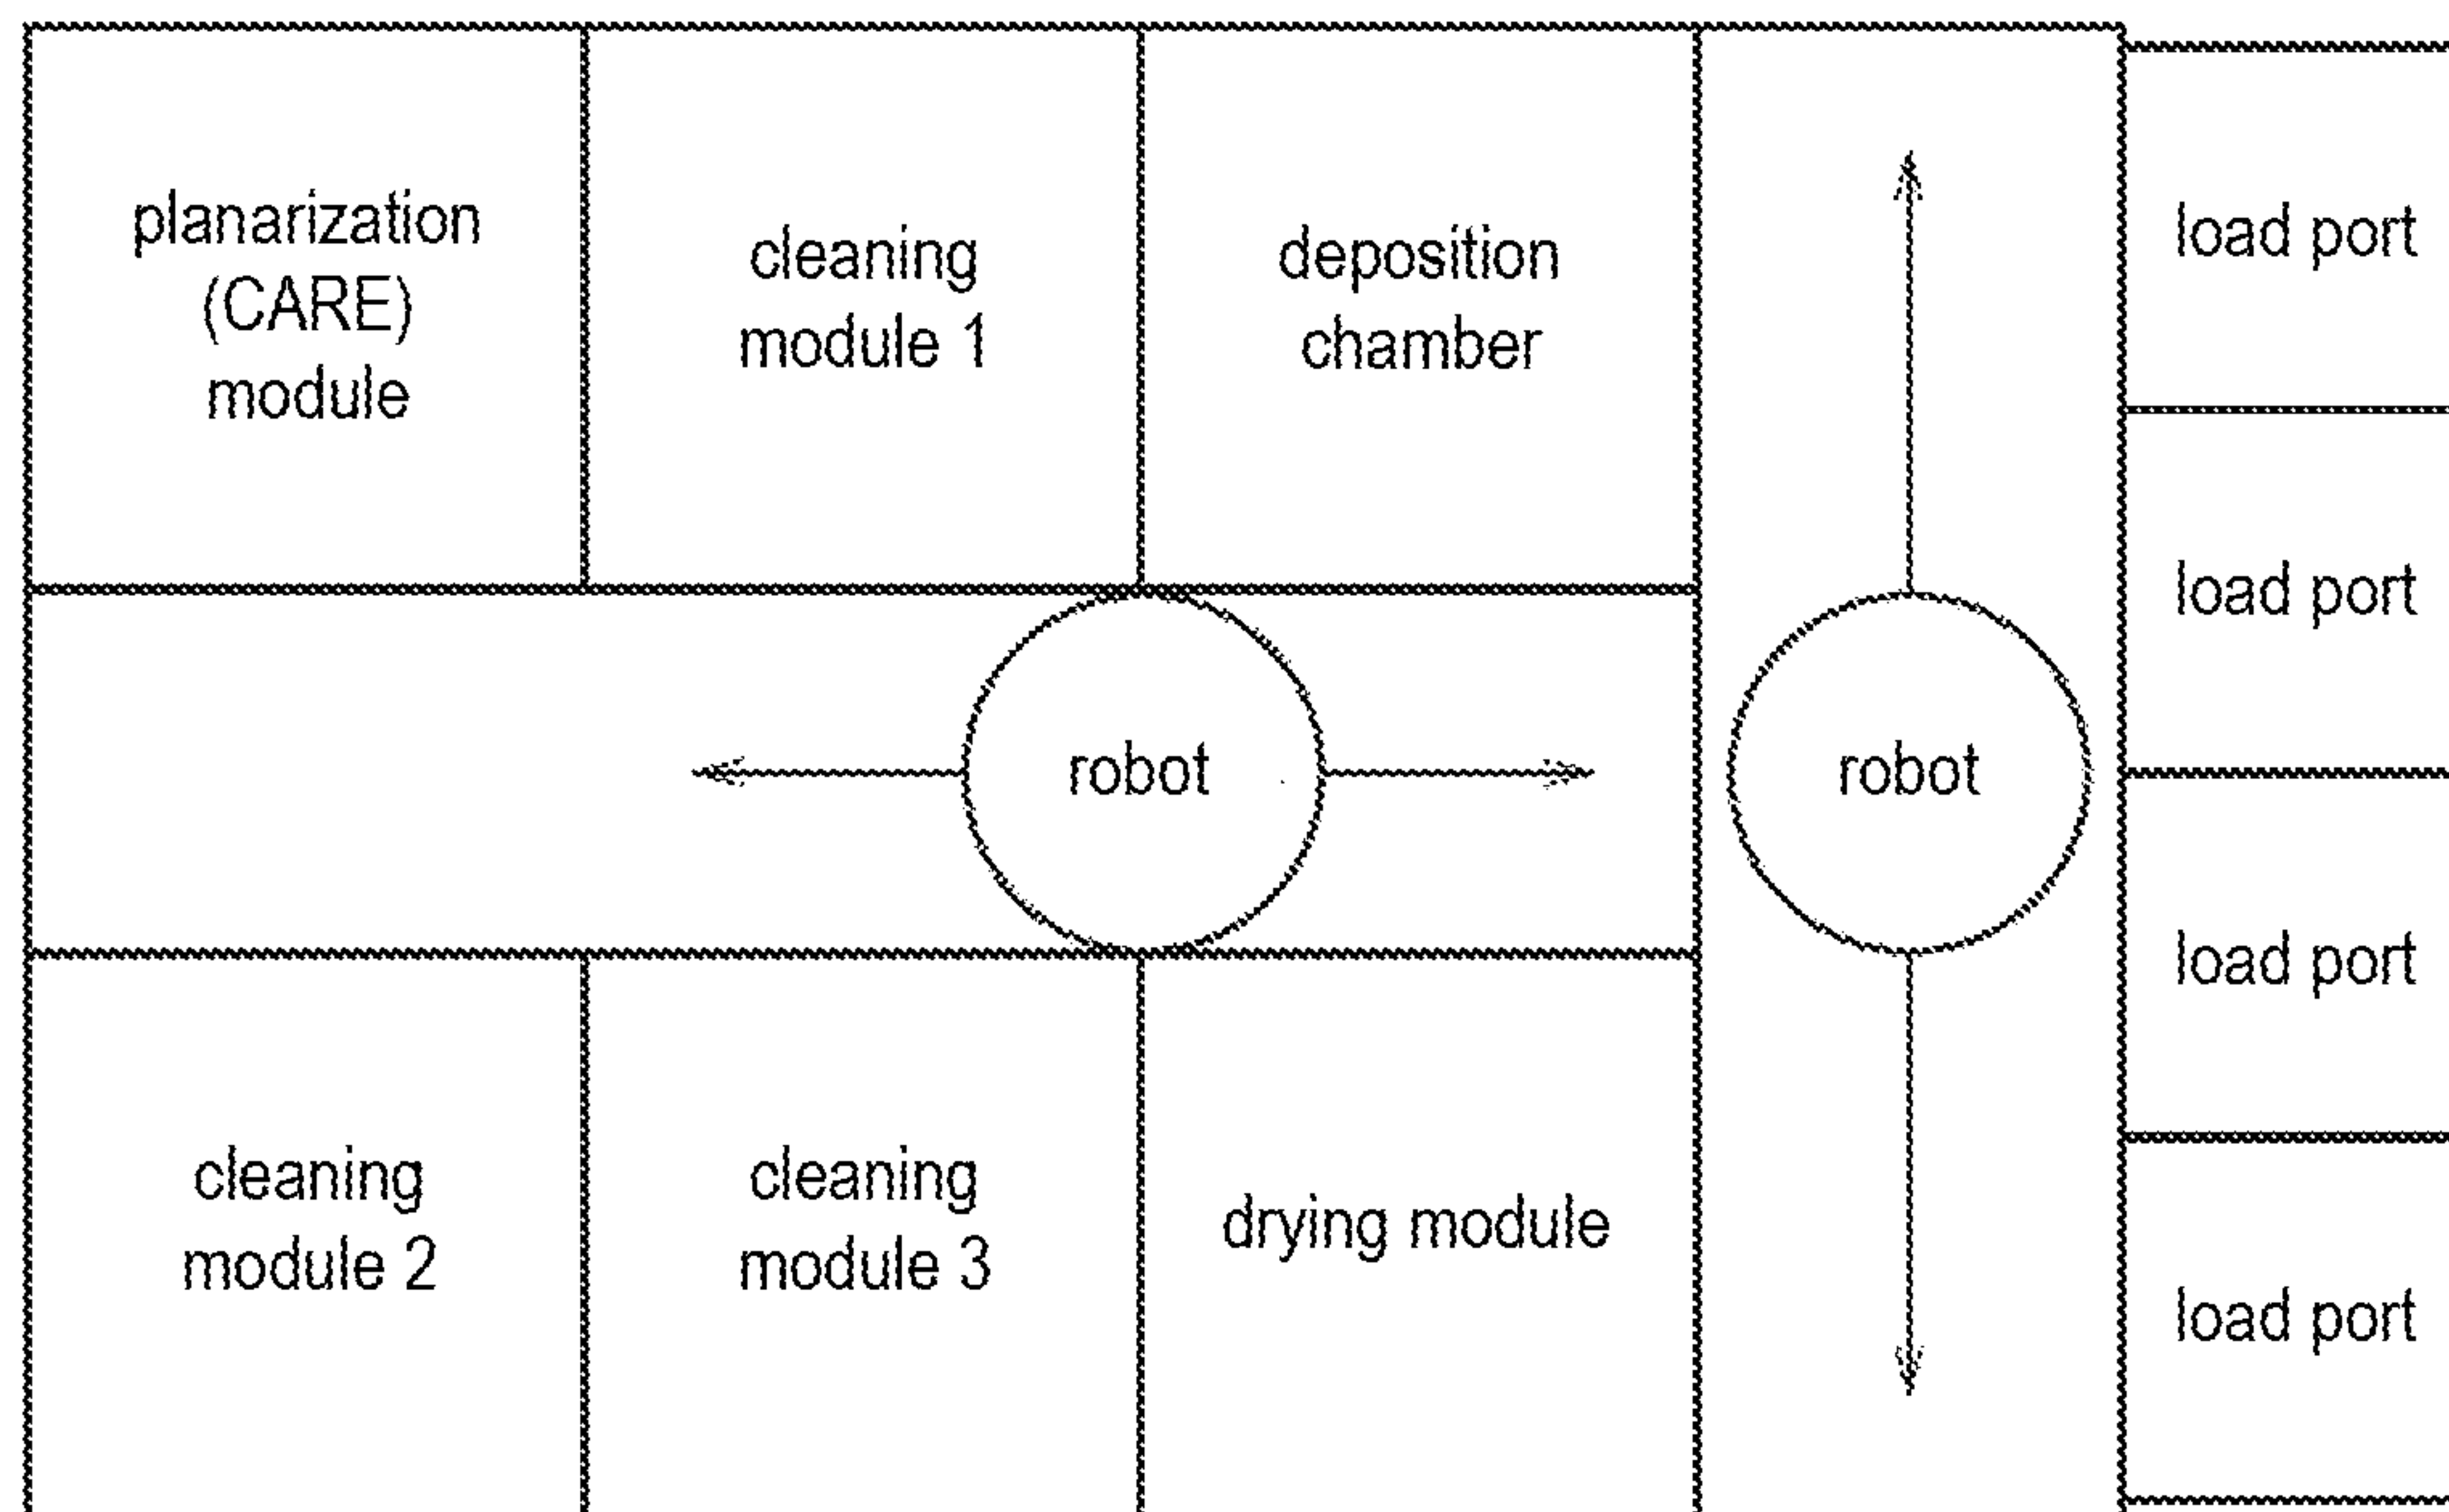 planarization
(CARE)
module
cleaning
module 1
deposition
chamber
load port
load port
robot
robot
load port
cleaning
module 2
cleaning
module 3
drying module
load port